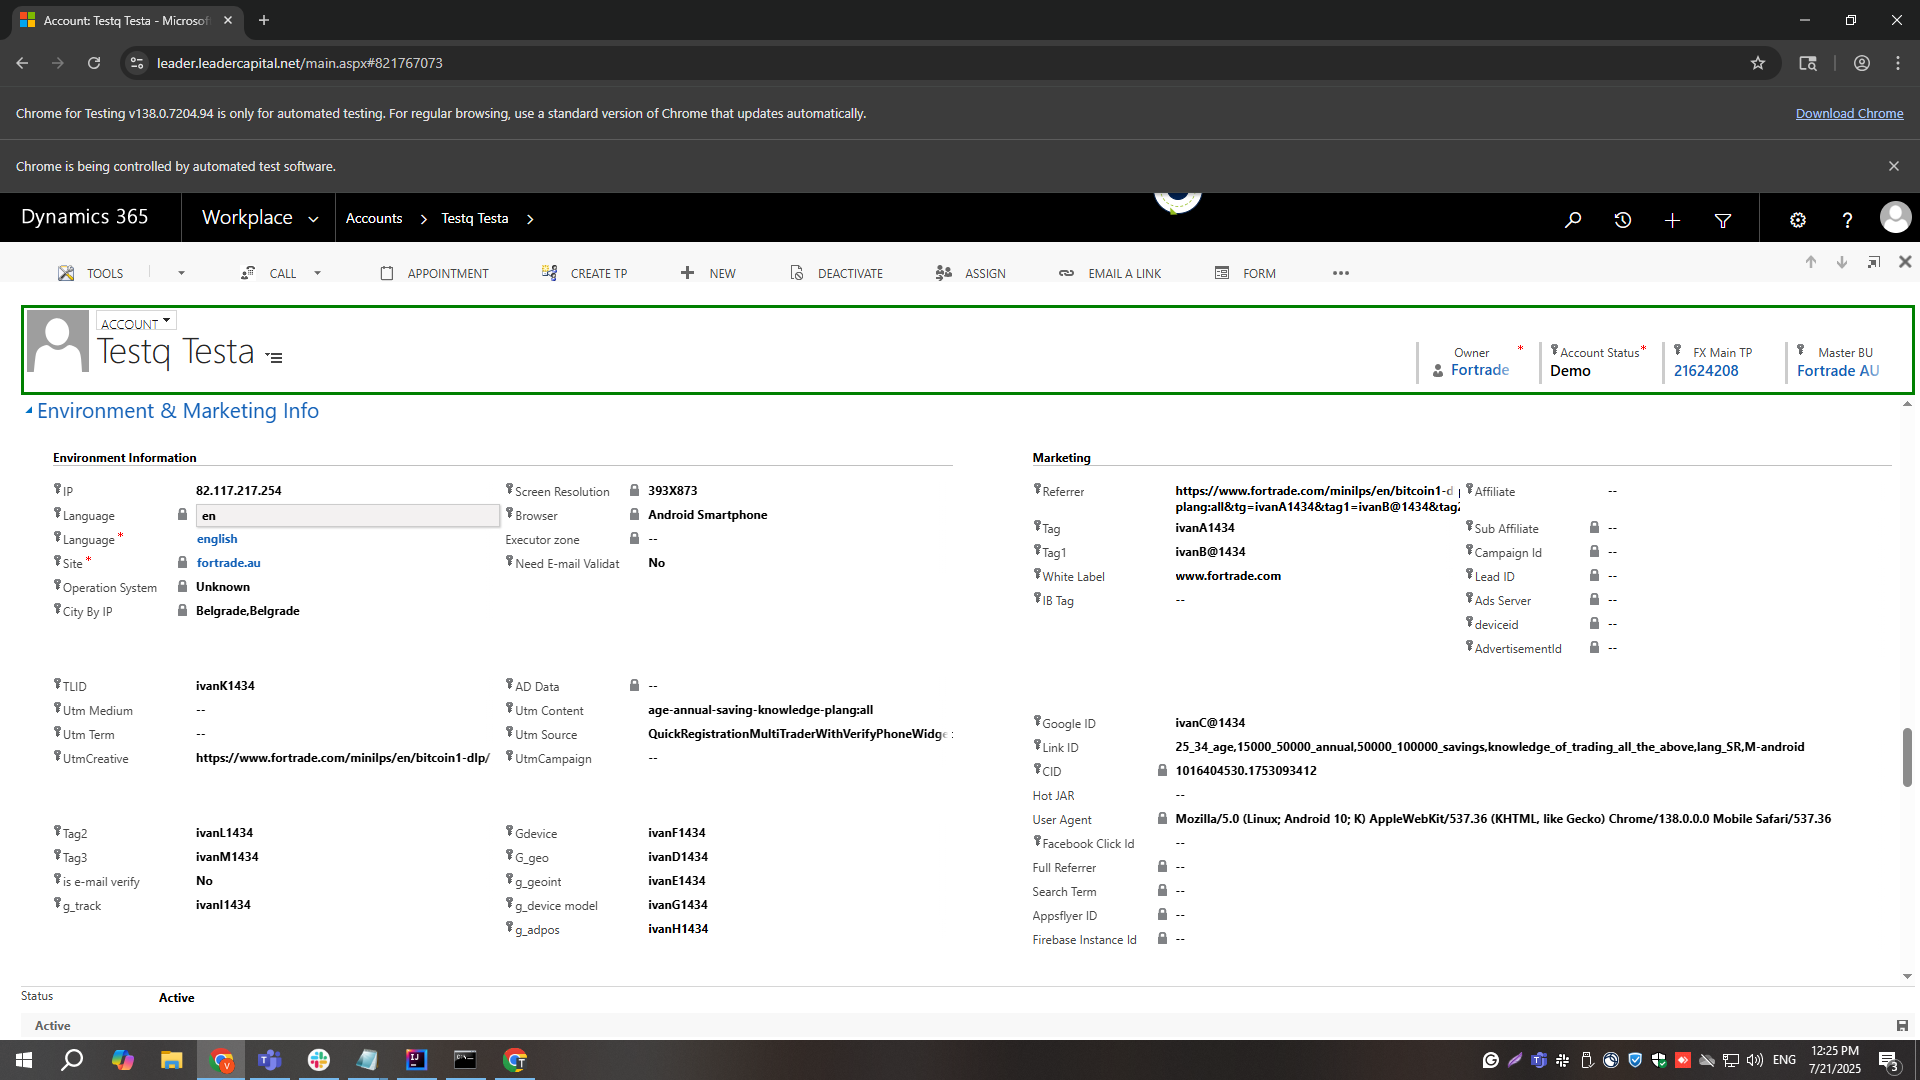 Account: Testq Testa - Microsof
leader.leadercapital.net/main.aspx#821767073
Chrome for Testing v138.0.7204.94 is only for automated testing. For regular browsing, use a standard version of Chrome that updates automatically.
Download Chrome
Chrome is being controlled by automated test software.
Dynamics 365
Workplace
Accounts
Testq Testa
TOOLS
CALL
APPOINTMENT
CREATE TP
NEW
DEACTIVATE
ASSIGN
EMAIL A LINK
FORM
ACCOUNT
Testq Testa
Owner *
Fortrade
Account Status *
Demo
FX Main TP
21624208
Master BU
Fortrade AU
Environment & Marketing Info
Environment Information
IP 82.117.217.254
Language en
Language * english
Site * fortrade.au
Operation System Unknown
City By IP Belgrade,Belgrade
Screen Resolution 393X873
Browser Android Smartphone
Executor zone --
Need E-mail Validat No
TLID ivanK1434
Utm Medium --
Utm Term --
UtmCreative https://www.fortrade.com/minilps/en/bitcoin1-dlp/
AD Data --
Utm Content age-annual-saving-knowledge-plang:all
Utm Source QuickRegistrationMultiTraderWithVerifyPhoneWidge
UtmCampaign --
Tag2 ivanL1434
Tag3 ivanM1434
is e-mail verify No
g_track ivanI1434
Gdevice ivanF1434
G_geo ivanD1434
g_geoint ivanE1434
g_device model ivanG1434
g_adpos ivanH1434
Marketing
Referrer https://www.fortrade.com/minilps/en/bitcoin1-d
plang:all&tg=ivanA1434&tag1=ivanB@1434&tag2
Tag ivanA1434
Tag1 ivanB@1434
White Label www.fortrade.com
IB Tag --
Affiliate --
Sub Affiliate --
Campaign Id --
Lead ID --
Ads Server --
deviceid --
AdvertisementId --
Google ID ivanC@1434
Link ID 25_34_age,15000_50000_annual,50000_100000_savings,knowledge_of_trading_all_the_above,lang_SR,M-android
CID 1016404530.1753093412
Hot JAR --
User Agent Mozilla/5.0 (Linux; Android 10; K) AppleWebKit/537.36 (KHTML, like Gecko) Chrome/138.0.0.0 Mobile Safari/537.36
Facebook Click Id --
Full Referrer --
Search Term --
Appsflyer ID --
Firebase Instance Id --
Status Active
Active
ENG
12:25 PM
7/21/2025
3